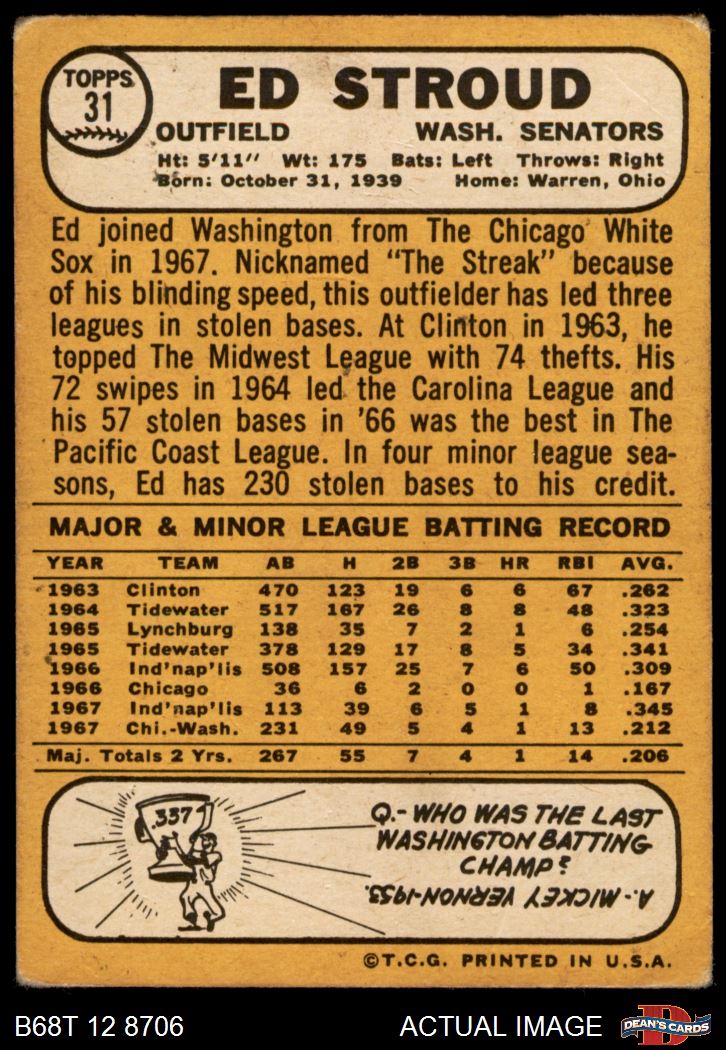 TOPPS
31
ED STROUD
OUTFIELD WASH. SENATORS
Ht: 5'11" Wt: 175 Bats: Left Throws: Right
Born: October 31, 1939 Home: Warren, Ohio
Ed joined Washington from The Chicago White
Sox in 1967. Nicknamed "The Streak" because
of his blinding speed, this outfielder has led three
leagues in stolen bases. At Clinton in 1963, he
topped The Midwest League with 74 thefts. His
72 swipes in 1964 led the Carolina League and
his 57 stolen bases in '66 was the best in The
Pacific Coast League. In four minor league sea-
sons, Ed has 230 stolen bases to his credit.
MAJOR & MINOR LEAGUE BATTING RECORD
YEAR TEAM AB H 2B 3B HR RBI AVG.
1963 Clinton 470 123 19 6 6 67 .262
1964 Tidewater 517 167 26 8 8 48 .323
1965 Lynchburg 138 35 7 2 1 6 .254
1965 Tidewater 378 129 17 8 5 34 .341
1966 Ind'nap'lis 508 157 25 7 6 50 .309
1966 Chicago 36 6 2 0 0 1 .167
1967 Ind'nap'lis 113 39 6 5 1 8 .345
1967 Chi.-Wash. 231 49 5 4 1 13 .212
Maj. Totals 2 Yrs. 267 55 7 4 1 14 .206
.337
Q.- WHO WAS THE LAST
WASHINGTON BATTING
CHAMP?
A.- MICKEY VERNON-1953.
©T.C.G. PRINTED IN U.S.A.
B68T 12 8706 ACTUAL IMAGE
D
DEAN'S CARDS